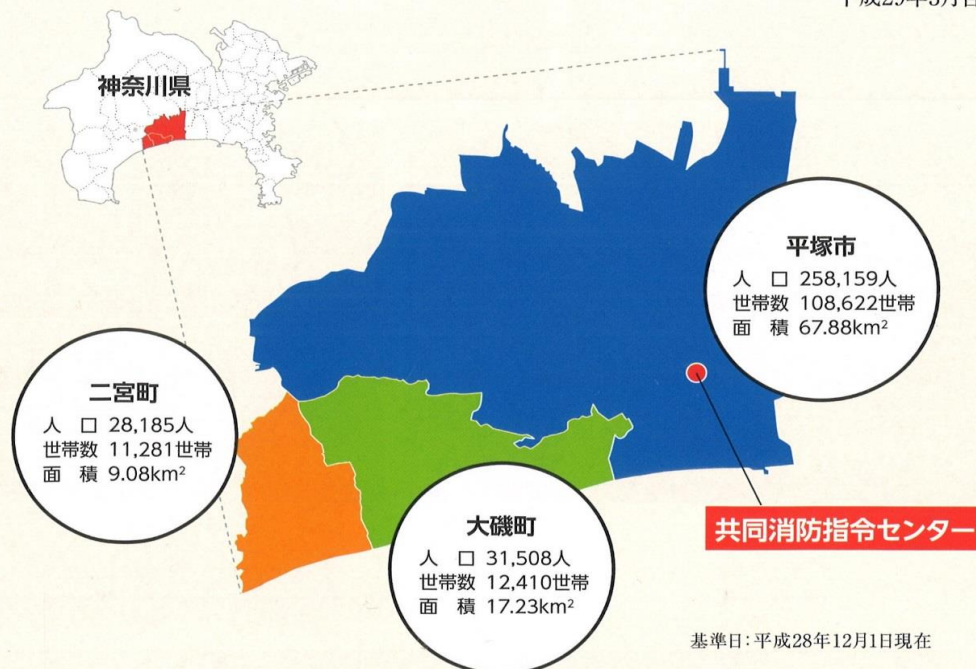 神奈川県
平塚市
人 口 258,159人
世帯数 108,622世帯
面 積 67.88km²
二宮町
人 口 28,185人
世帯数 11,281世帯
面 積 9.08km²
大磯町
人 口 31,508人
世帯数 12,410世帯
面 積 17.23km²
共同消防指令センター
基準日:平成28年12月1日現在